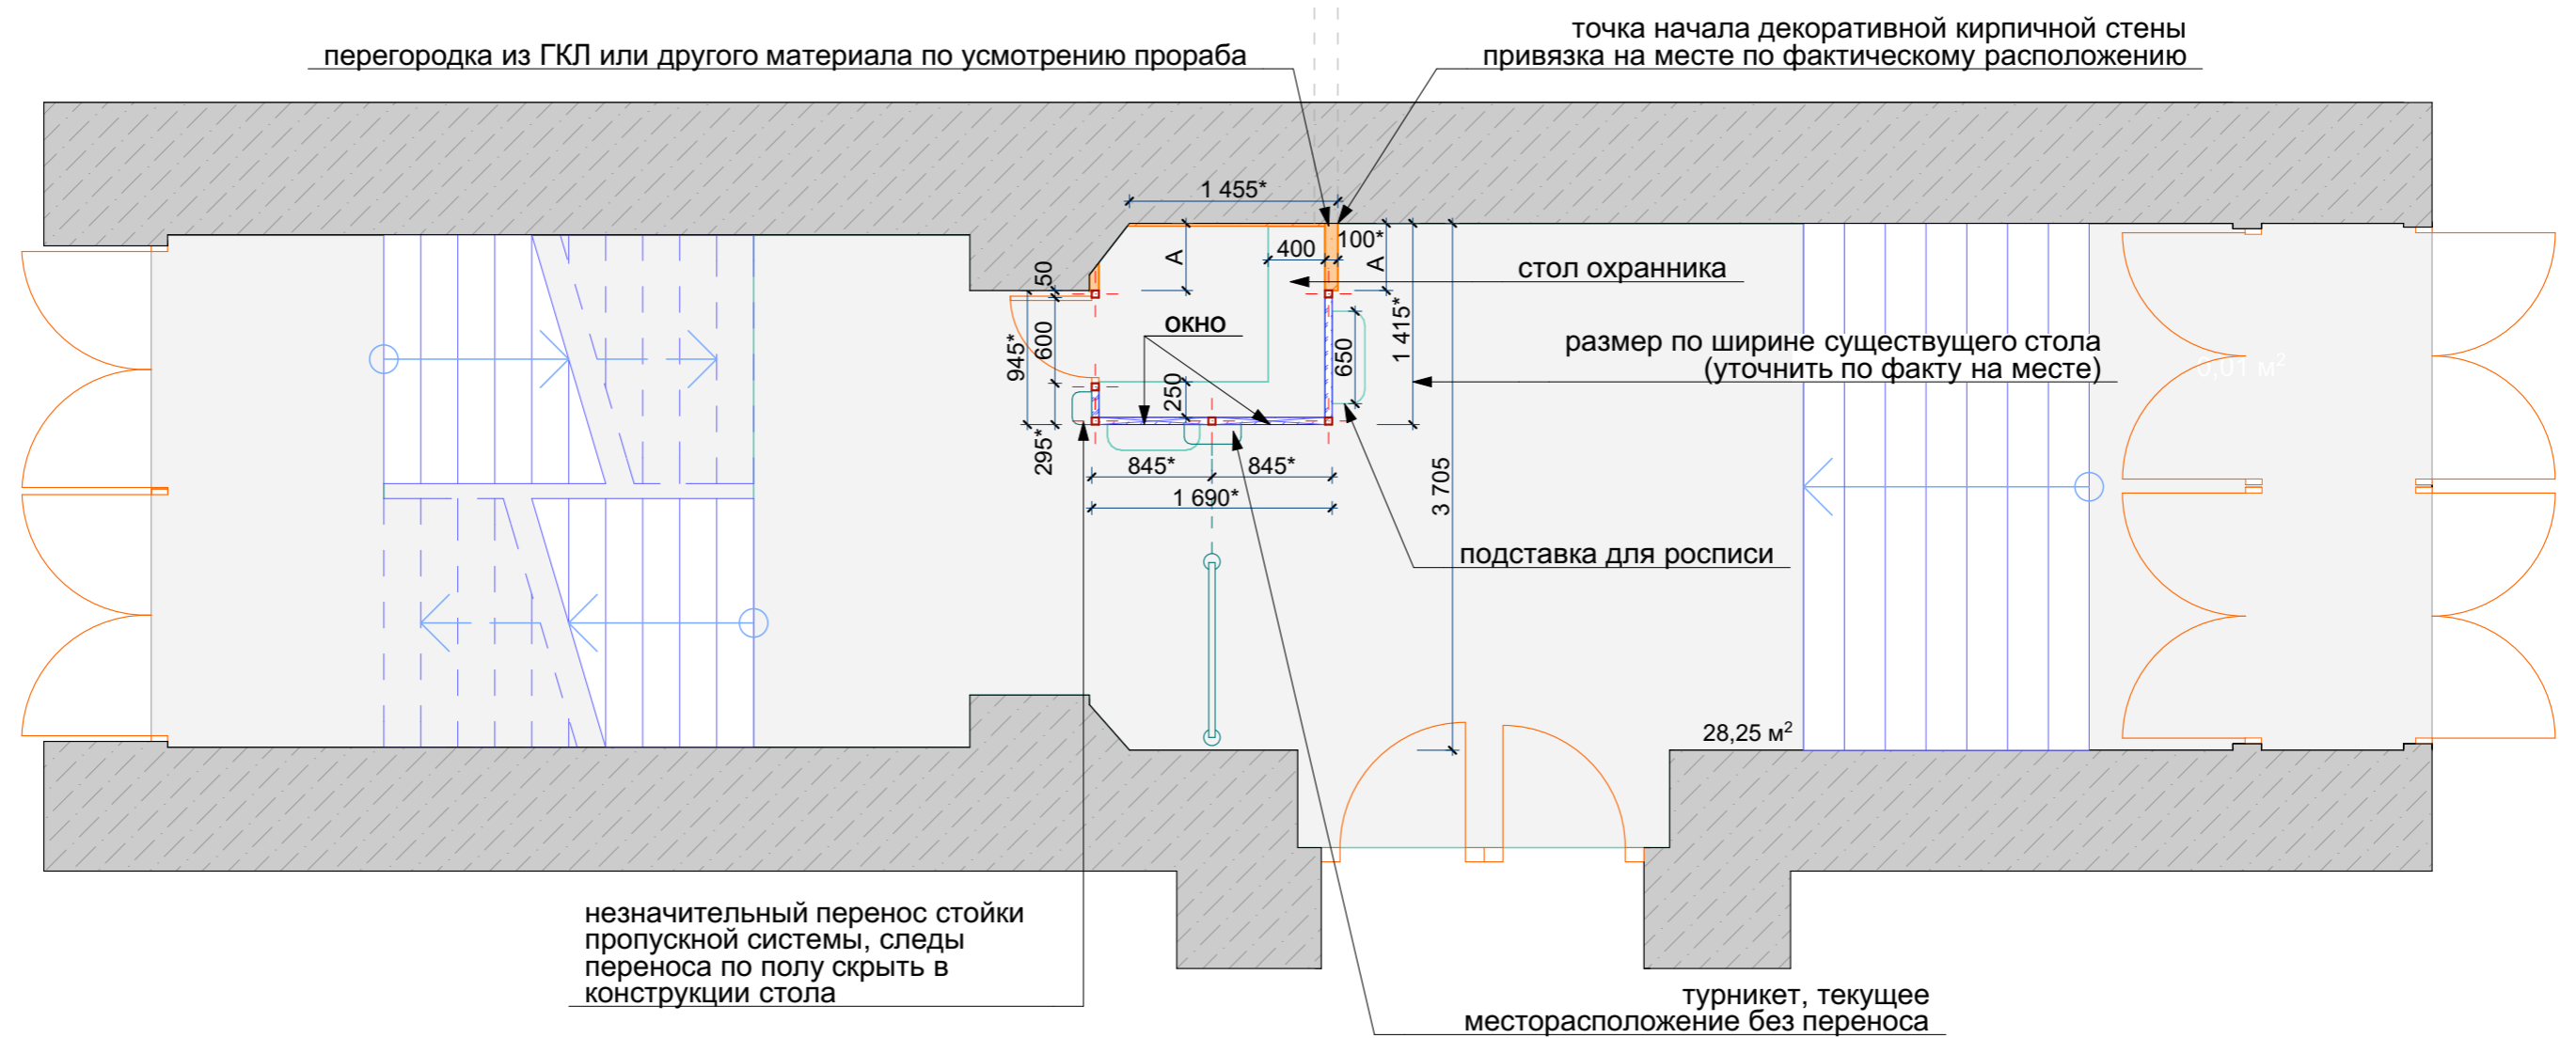 точка начала декоративной кирпичной стены
привязка на месте по фактическому расположению
перегородка из ГКЛ или другого материала по усмотрению прораба
1 455*
100*
400
A
A
50
стол охранника
ОКНО
600
945*
650
1 415*
размер по ширине существущего стола
(уточнить по факту на месте)
0,01 м²
250
295*
845*
845*
1 690*
3 705
подставка для росписи
28,25 м²
незначительный перенос стойки
пропускной системы, следы
переноса по полу скрыть в
конструкции стола
турникет, текущее
месторасположение без переноса